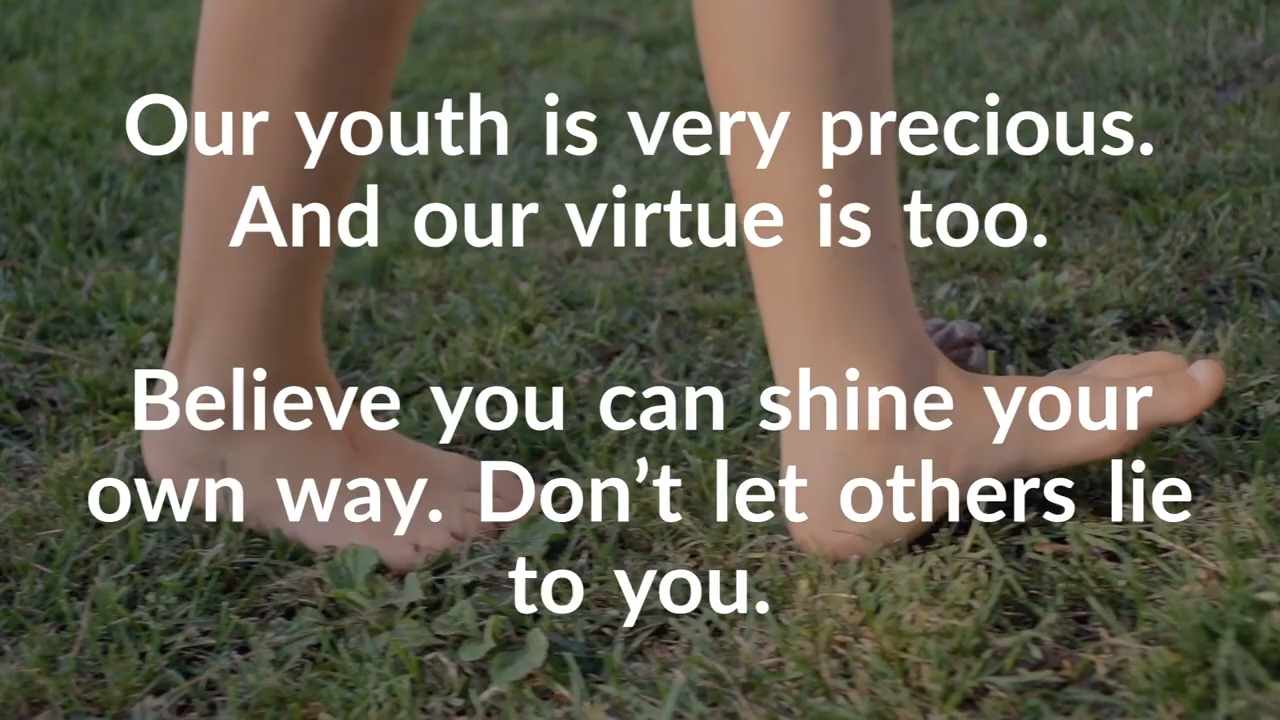 Our youth is very precious.
And our virtue is too.
Believe you can shine your
own way. Don’t let others lie
to you.